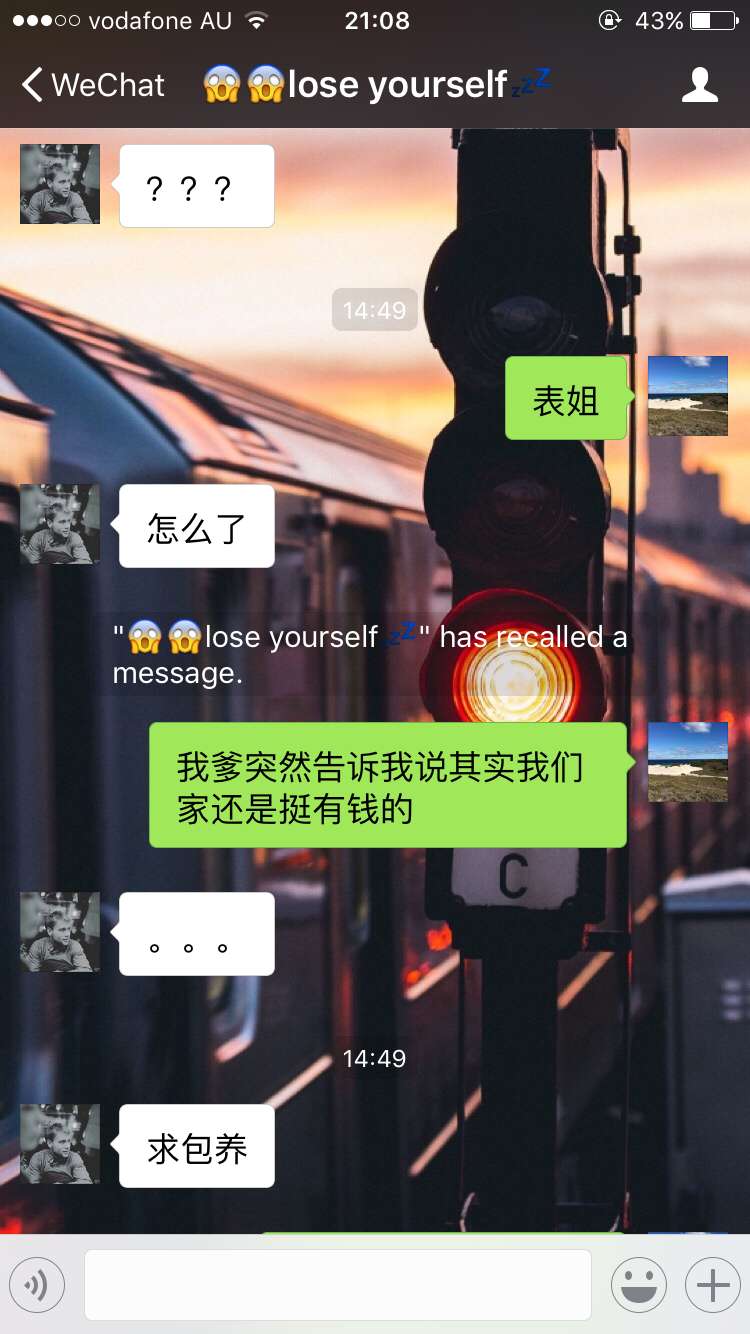 vodafone AU 21:08 43%
WeChat 😱😱lose yourself💤
？？？
14:49
表姐
怎么了
"😱😱lose yourself 💤" has recalled a
message.
我爹突然告诉我说其实我们
家还是挺有钱的
C
。。。
14:49
求包养